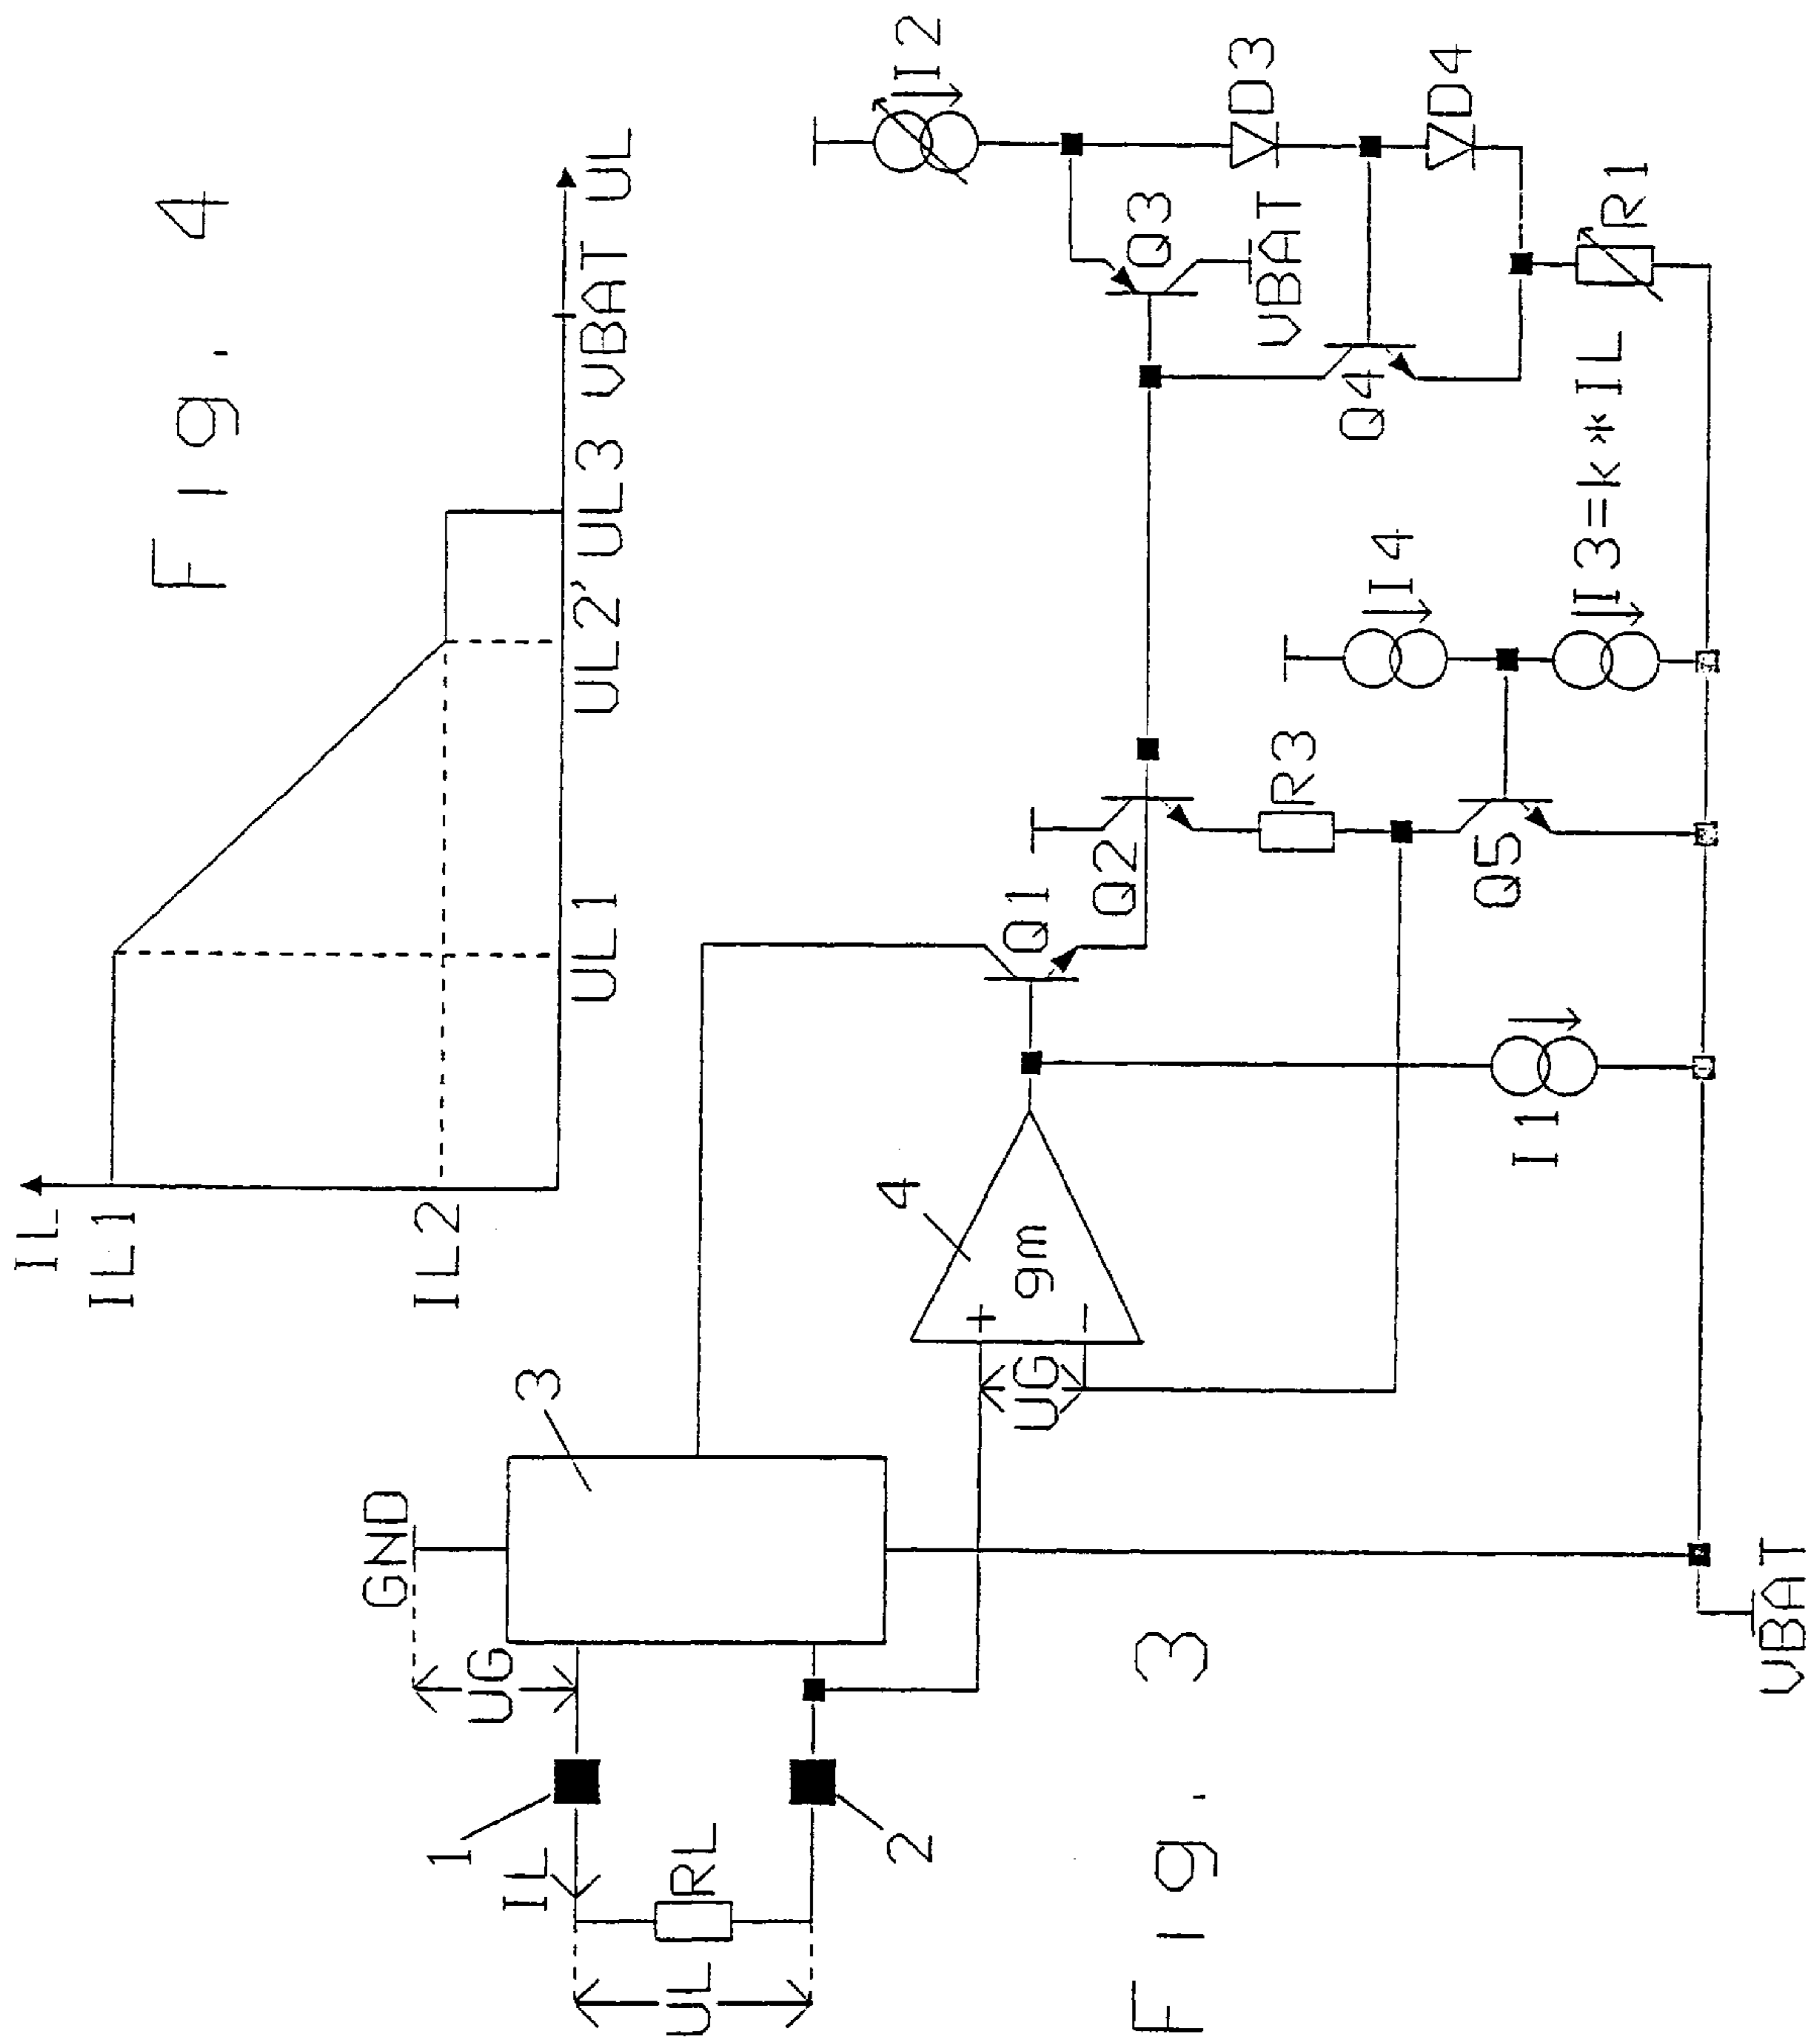 Fig. 4
IL
IL1
IL2
UL1
UL2'
UL3
VBAT
UL
GND
UG
3
1
IL
RL
UL
2
UG
+
-
gm
4
I1
Q1
Q2
R3
Q5
I4
I3=k*IL
Q3
VBAT
Q4
I2
D3
D4
R1
VBAT
Fig. 3